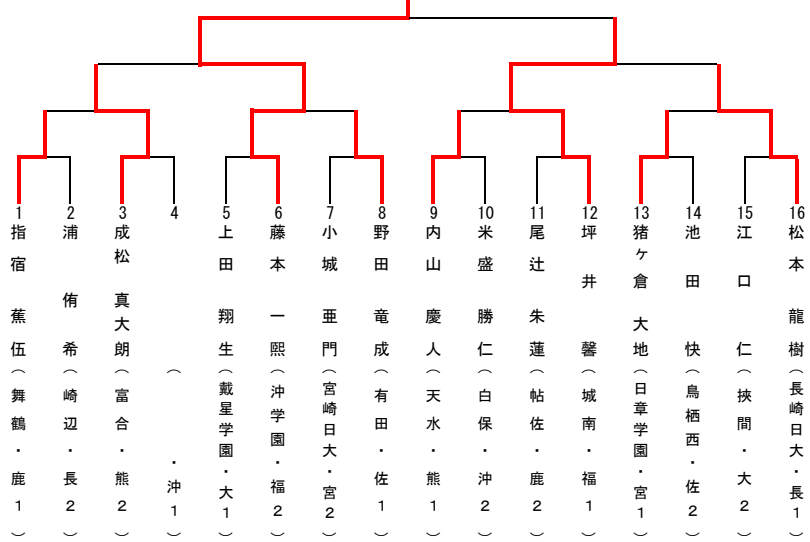 1 指宿 蕉伍（舞鶴・鹿1）
2 浦 侑希（崎辺・長2）
3 成松 真大朗（富合・熊2）
4 （ ・沖1）
5 上田 翔生（戴星学園・大1）
6 藤本 一熙（沖学園・福2）
7 小城 亜門（宮崎日大・宮2）
8 野田 竜成（有田・佐1）
9 内山 慶人（天水・熊1）
10 米盛 勝仁（白保・沖2）
11 尾辻 朱蓮（帖佐・鹿2）
12 坪井 馨（城南・福1）
13 猪ヶ倉 大地（日章学園・宮1）
14 池田 快（鳥栖西・佐2）
15 江口 仁（挾間・大2）
16 松本 龍樹（長崎日大・長1）